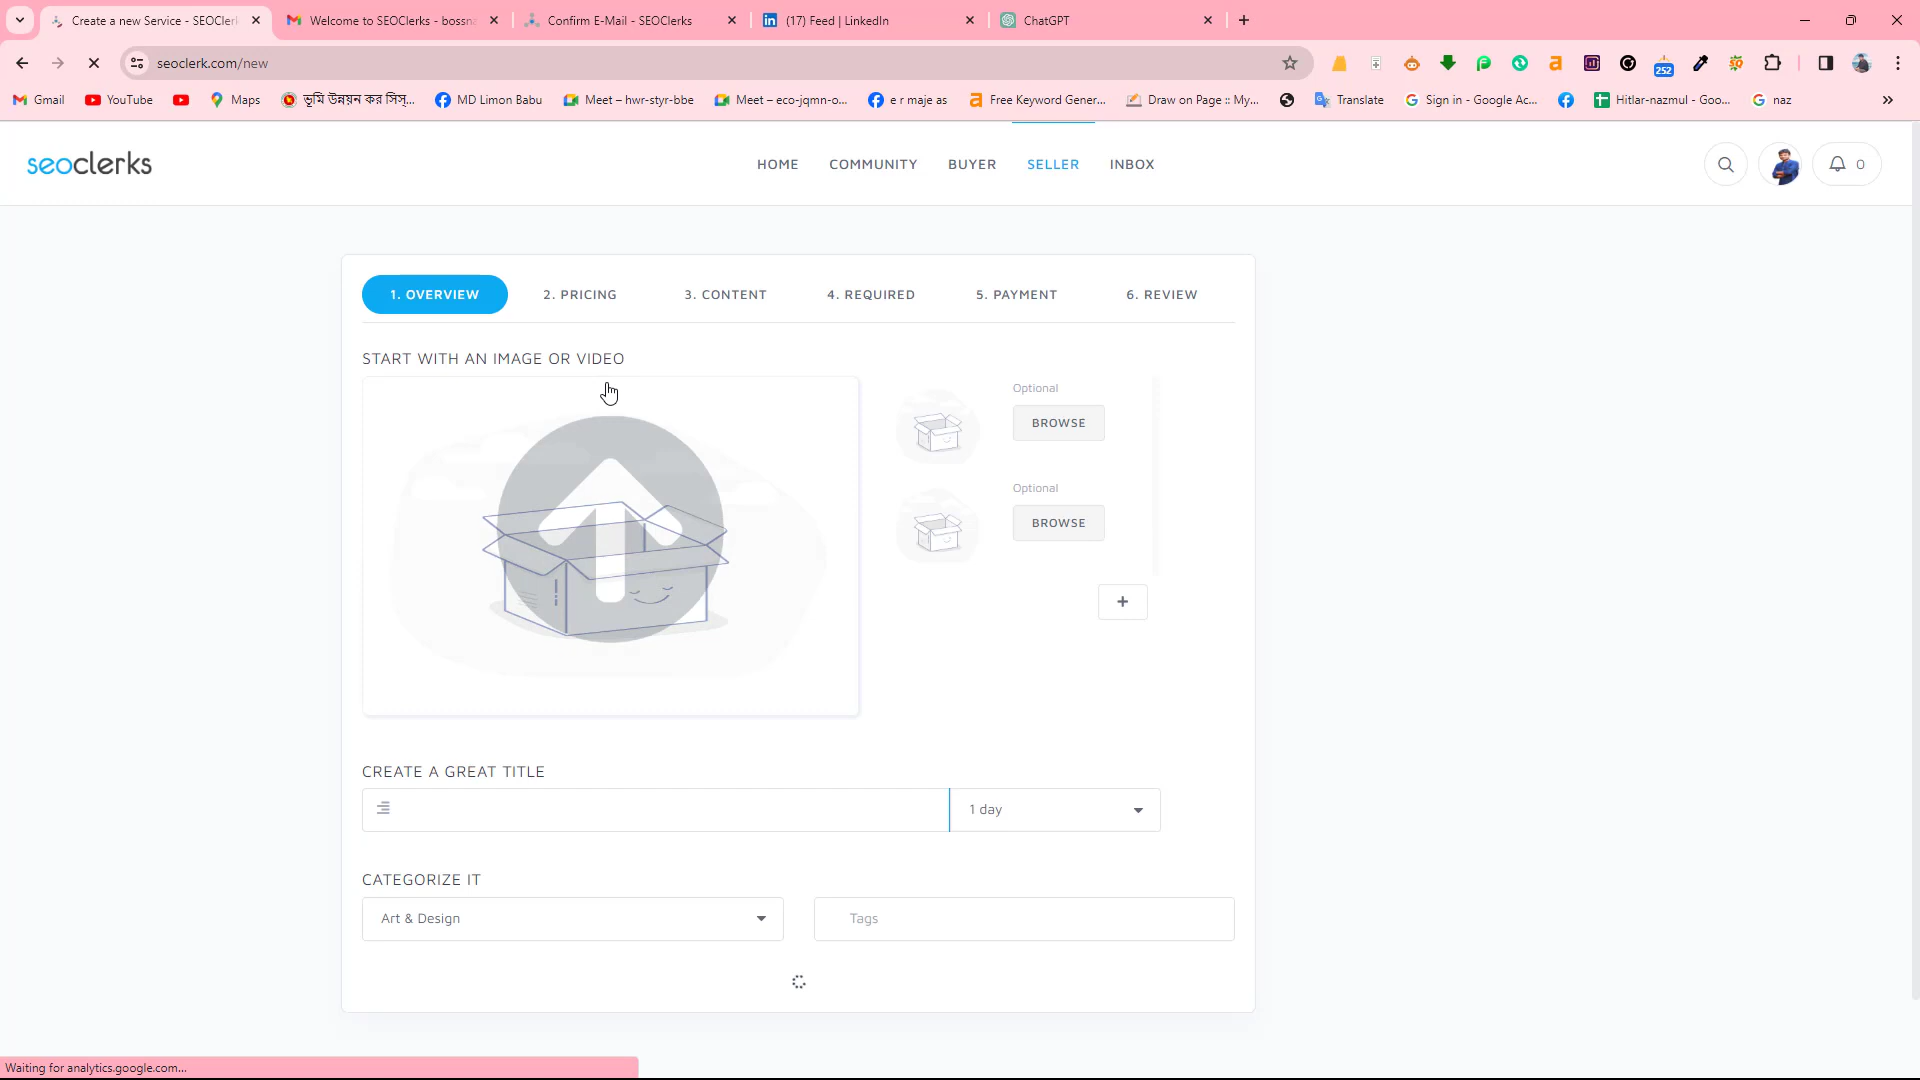 Create a new Service - SEOCler
Welcome to SEOClerks - bossna
Confirm E-Mail - SEOClerks
(17) Feed | LinkedIn
ChatGPT
seoclerk.com/new
252
Gmail
YouTube
Maps
ভূমি উন্নয়ন কর সিস্...
MD Limon Babu
Meet – hwr-styr-bbe
Meet – eco-jqmn-o...
e r maje as
Free Keyword Gener...
Draw on Page :: My...
Translate
Sign in - Google Ac...
Hitlar-nazmul - Goo...
naz
seoclerks
HOME
COMMUNITY
BUYER
SELLER
INBOX
0
1. OVERVIEW
2. PRICING
3. CONTENT
4. REQUIRED
5. PAYMENT
6. REVIEW
START WITH AN IMAGE OR VIDEO
Optional
BROWSE
Optional
BROWSE
+
CREATE A GREAT TITLE
1 day
CATEGORIZE IT
Art & Design
Tags
Waiting for analytics.google.com...